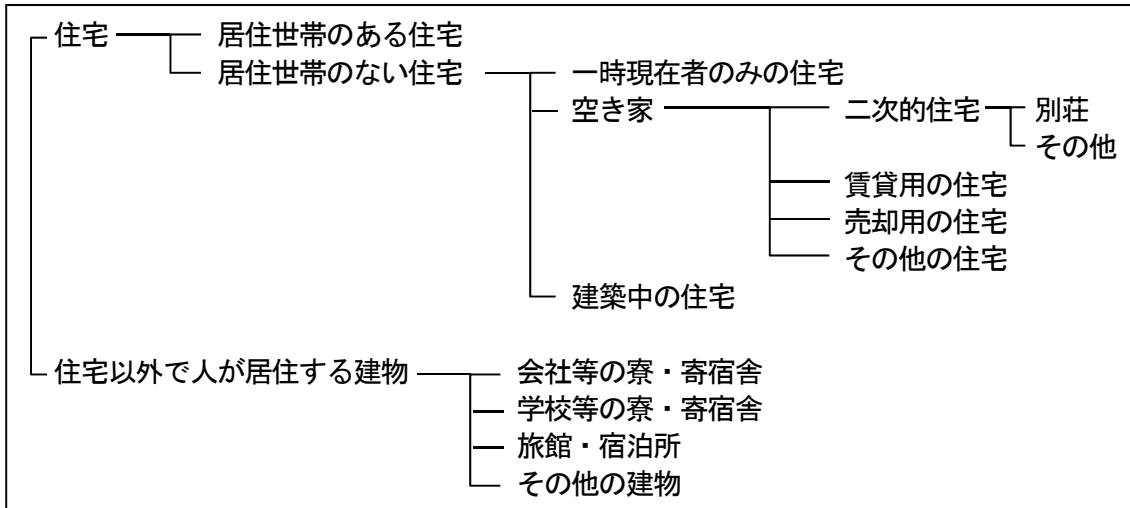 住宅 居住世帯のある住宅
居住世帯のない住宅 一時現在者のみの住宅
空き家 二次的住宅 別荘
その他
賃貸用の住宅
売却用の住宅
その他の住宅
建築中の住宅
住宅以外で人が居住する建物 会社等の寮・寄宿舎
学校等の寮・寄宿舎
旅館・宿泊所
その他の建物